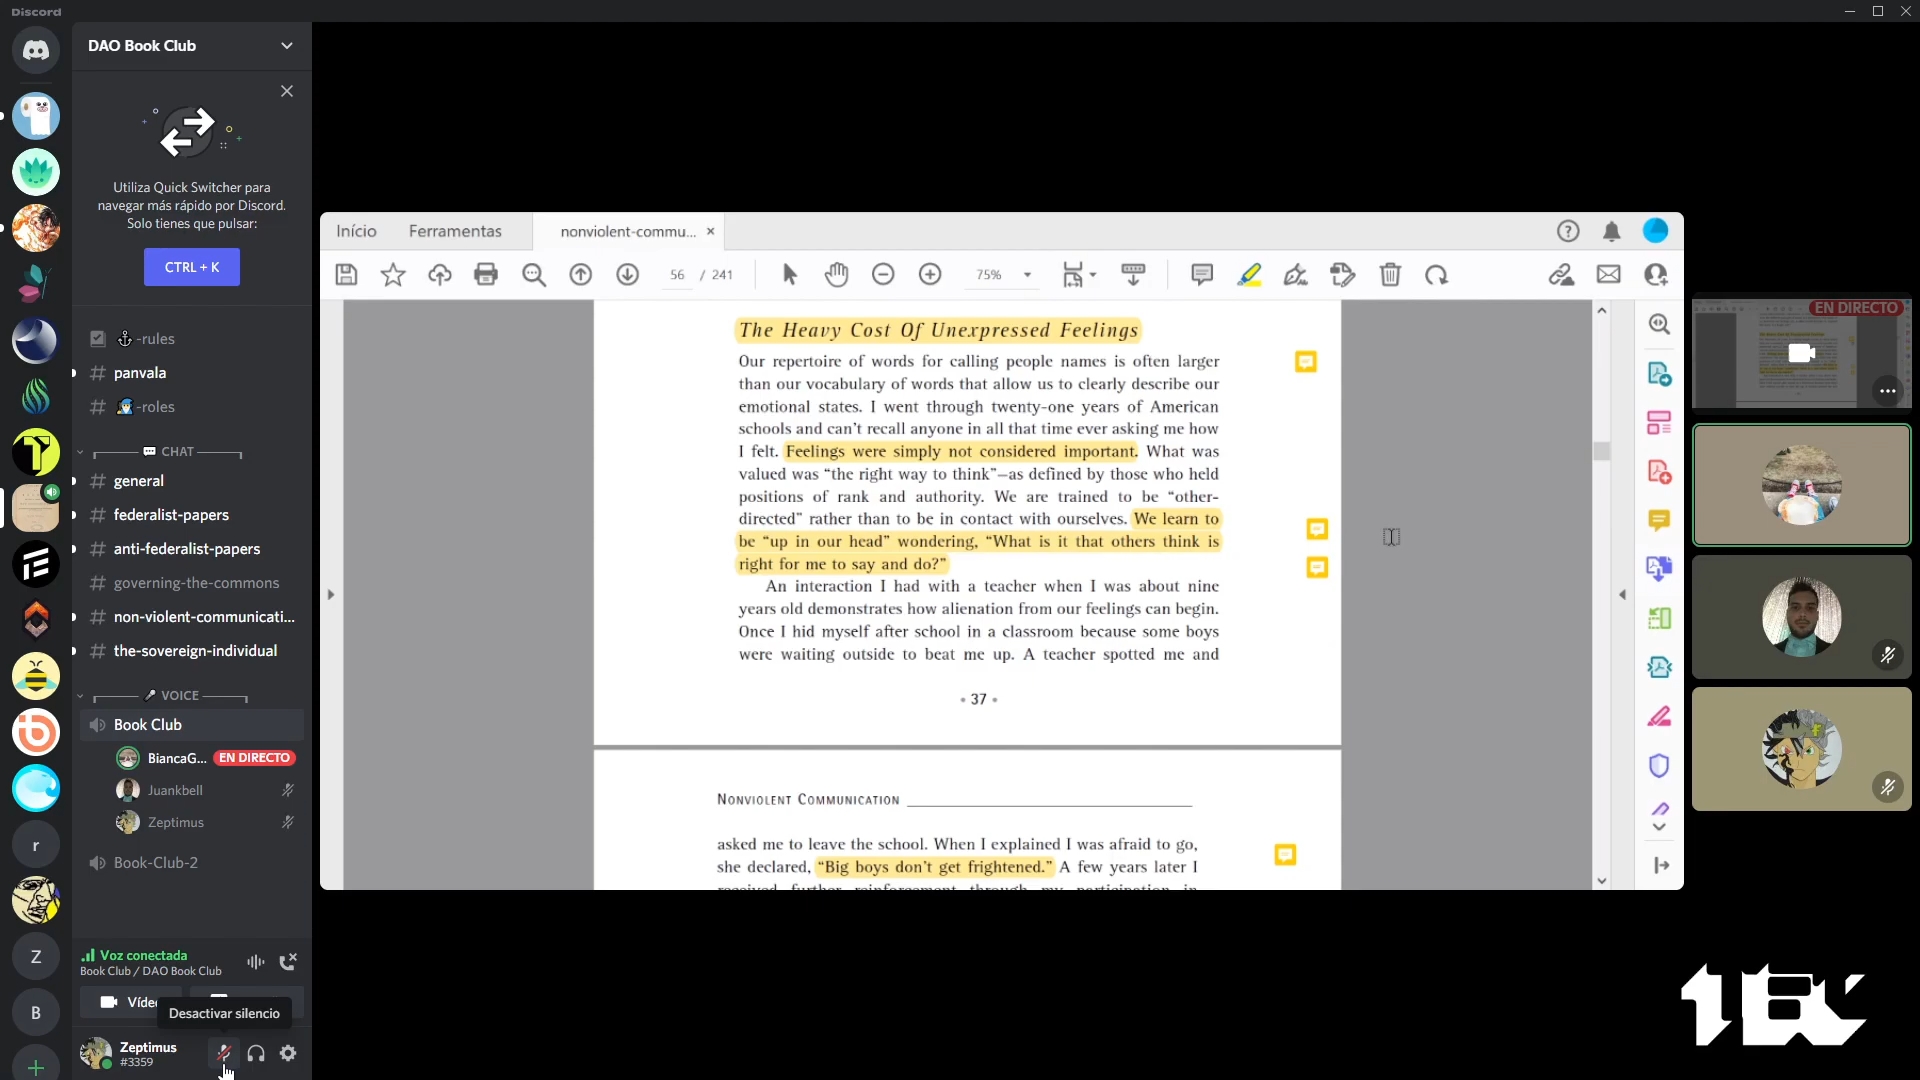 Discord
DAO Book Club
Utiliza Quick Switcher para
navegar más rápido por Discord.
Solo tienes que pulsar:
CTRL + K
-rules
# panvala
# -roles
CHAT
# general
# federalist-papers
# anti-federalist-papers
# governing-the-commons
# non-violent-communicati...
# the-sovereign-individual
VOICE
Book Club
BiancaG... EN DIRECTO
Juankbell
Zeptimus
Book-Club-2
r
Z
B
Voz conectada
Book Club / DAO Book Club
Desactivar silencio
Zeptimus
#3359
Início Ferramentas nonviolent-commu... ×
56 / 241 75%
The Heavy Cost Of Unexpressed Feelings
Our repertoire of words for calling people names is often larger
than our vocabulary of words that allow us to clearly describe our
emotional states. I went through twenty-one years of American
schools and can't recall anyone in all that time ever asking me how
I felt. Feelings were simply not considered important. What was
valued was “the right way to think”—as defined by those who held
positions of rank and authority. We are trained to be “other-
directed” rather than to be in contact with ourselves. We learn to
be “up in our head” wondering, “What is it that others think is
right for me to say and do?”
An interaction I had with a teacher when I was about nine
years old demonstrates how alienation from our feelings can begin.
Once I hid myself after school in a classroom because some boys
were waiting outside to beat me up. A teacher spotted me and
• 37 •
NONVIOLENT COMMUNICATION
asked me to leave the school. When I explained I was afraid to go,
she declared, “Big boys don't get frightened.” A few years later I
received further reinforcement through my participation in
EN DIRECTO